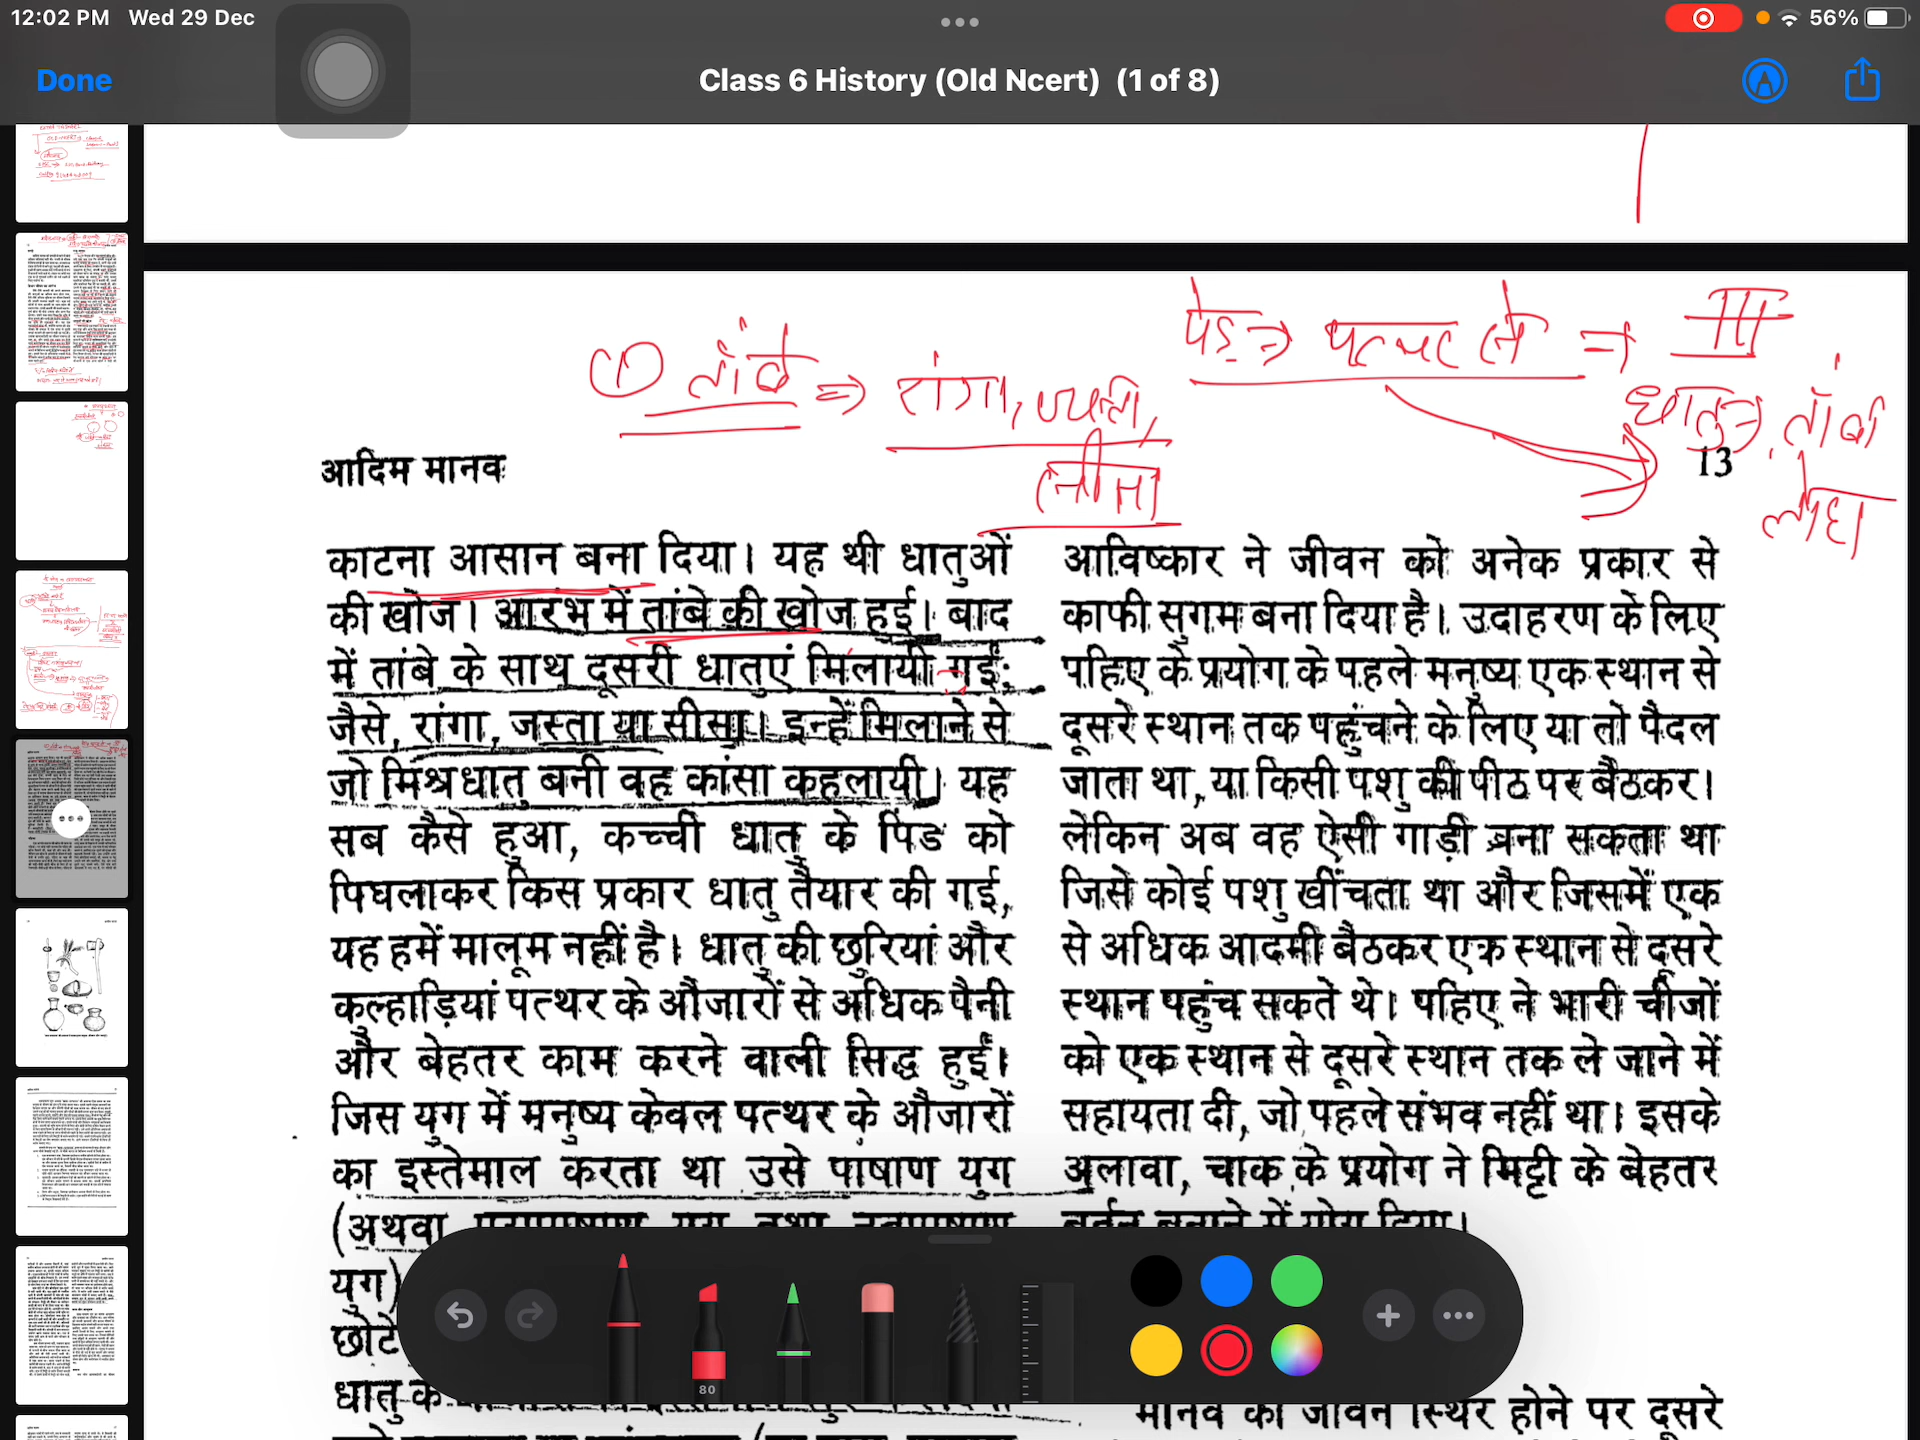 12:02 PM Wed 29 Dec
56%
Done
Class 6 History (Old Ncert) (1 of 8)
पेड़ ⇒ पत्थर से ⇒
① तांबे ⇒ रांगा, जस्ता,
सीसा
धातु ⇒ तांबा
लोहा
आदिम मानव
13
काटना आसान बना दिया। यह थी धातुओं
की खोज। आरंभ में तांबे की खोज हुई। बाद
में तांबे के साथ दूसरी धातुएं मिलायी गईं;
जैसे, रांगा, जस्ता या सीसा। इन्हें मिलाने से
जो मिश्रधातु बनी वह कांसा कहलायी। यह
सब कैसे हुआ, कच्ची धातु के पिंड को
पिघलाकर किस प्रकार धातु तैयार की गई,
यह हमें मालूम नहीं है। धातु की छुरियां और
कुल्हाड़ियां पत्थर के औजारों से अधिक पैनी
और बेहतर काम करने वाली सिद्ध हुईं।
जिस युग में मनुष्य केवल पत्थर के औजारों
का इस्तेमाल करता था उसे पाषाण युग
(अथवा पुरापाषाण युग तथा नवपाषाण
युग)
छोटे
धातु के
आविष्कार ने जीवन को अनेक प्रकार से
काफी सुगम बना दिया है। उदाहरण के लिए
पहिए के प्रयोग के पहले मनुष्य एक स्थान से
दूसरे स्थान तक पहुंचने के लिए या तो पैदल
जाता था, या किसी पशु की पीठ पर बैठकर।
लेकिन अब वह ऐसी गाड़ी बना सकता था
जिसे कोई पशु खींचता था और जिसमें एक
से अधिक आदमी बैठकर एक स्थान से दूसरे
स्थान पहुंच सकते थे। पहिए ने भारी चीजों
को एक स्थान से दूसरे स्थान तक ले जाने में
सहायता दी, जो पहले संभव नहीं था। इसके
अलावा, चाक के प्रयोग ने मिट्टी के बेहतर
बर्तन बनाने में योग दिया।
मानव का जीवन स्थिर होने पर दूसरे
80